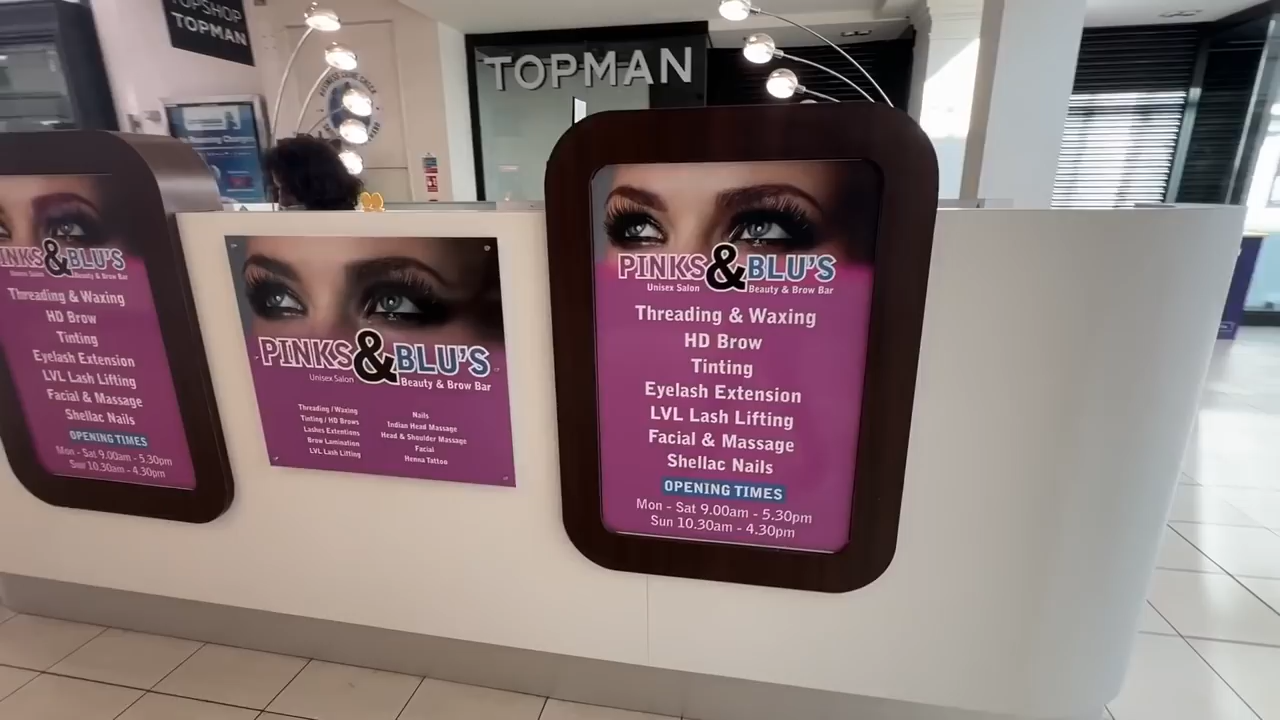 TOPSHOP
TOPMAN
TOPMAN
INKS & BLU'S
Unisex Salon Beauty & Brow Bar
Threading & Waxing
HD Brow
Tinting
Eyelash Extension
LVL Lash Lifting
Facial & Massage
Shellac Nails
OPENING TIMES
Mon - Sat 9.00am - 5.30pm
Sun 10.30am - 4.30pm
PINKS & BLU'S
Unisex Salon Beauty & Brow Bar
Threading / Waxing
Tinting / HD Brows
Lashes Extentions
Brow Lamination
LVL Lash Lifting
Nails
Indian Head Massage
Head & Shoulder Massage
Facial
Henna Tattoo
PINKS & BLU'S
Unisex Salon Beauty & Brow Bar
Threading & Waxing
HD Brow
Tinting
Eyelash Extension
LVL Lash Lifting
Facial & Massage
Shellac Nails
OPENING TIMES
Mon - Sat 9.00am - 5.30pm
Sun 10.30am - 4.30pm